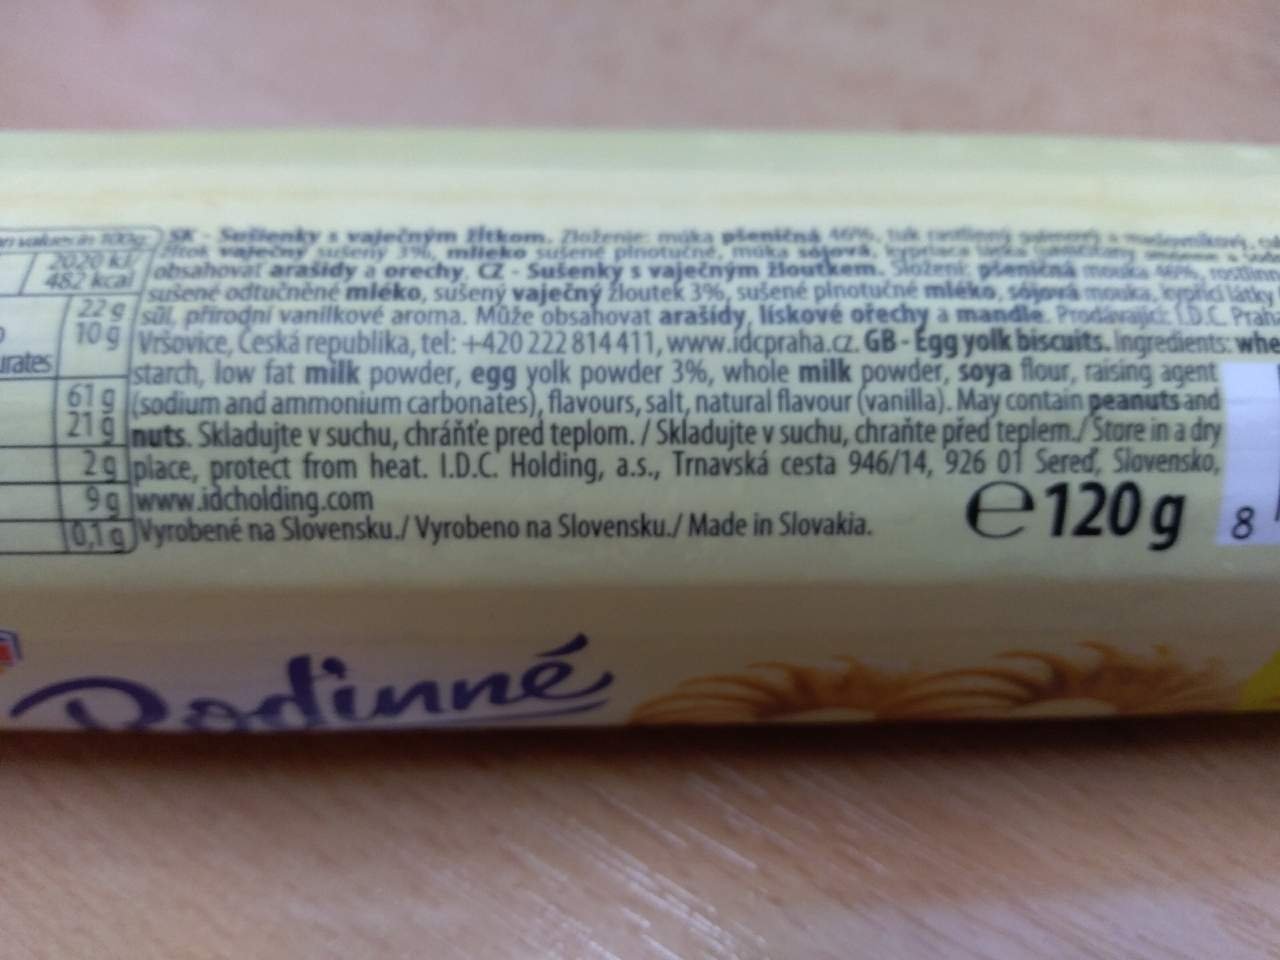 n values in 100g
2020 kJ
482 kcal
22 g
10 g
urates
61 g
21 g
2 g
9 g
0,1 g
SK - Sušienky s vaječným žĺtkom. Zloženie: múka pšeničná 46%, tuk
žĺtok vaječný sušený 3%, mlieko sušené plnotučné, múka sójová,
obsahovať arašidy a orechy. CZ - Sušenky s vaječným žloutkem. Složení: pšeničná mouka 46%, rostlinn
sušené odtučněné mléko, sušený vaječný žloutek 3%, sušené plnotučné mléko, sójová mouka, kypřicí látky
sůl, přírodní vanilkové aroma. Může obsahovat arašídy, lískové ořechy a mandle. Prodávající: I.D.C. Praha
Vršovice, Česká republika, tel: +420 222 814 411, www.idcpraha.cz. GB - Egg yolk biscuits. Ingredients: whe
starch, low fat milk powder, egg yolk powder 3%, whole milk powder, soya flour, raising agent
(sodium and ammonium carbonates), flavours, salt, natural flavour (vanilla). May contain peanuts and
nuts. Skladujte v suchu, chráňte pred teplom. / Skladujte v suchu, chraňte před teplem./ Store in a dry
place, protect from heat. I.D.C. Holding, a.s., Trnavská cesta 946/14, 926 01 Sereď, Slovensko,
www.idcholding.com
Vyrobené na Slovensku./ Vyrobeno na Slovensku./ Made in Slovakia.
℮ 120 g
8
Rodinné